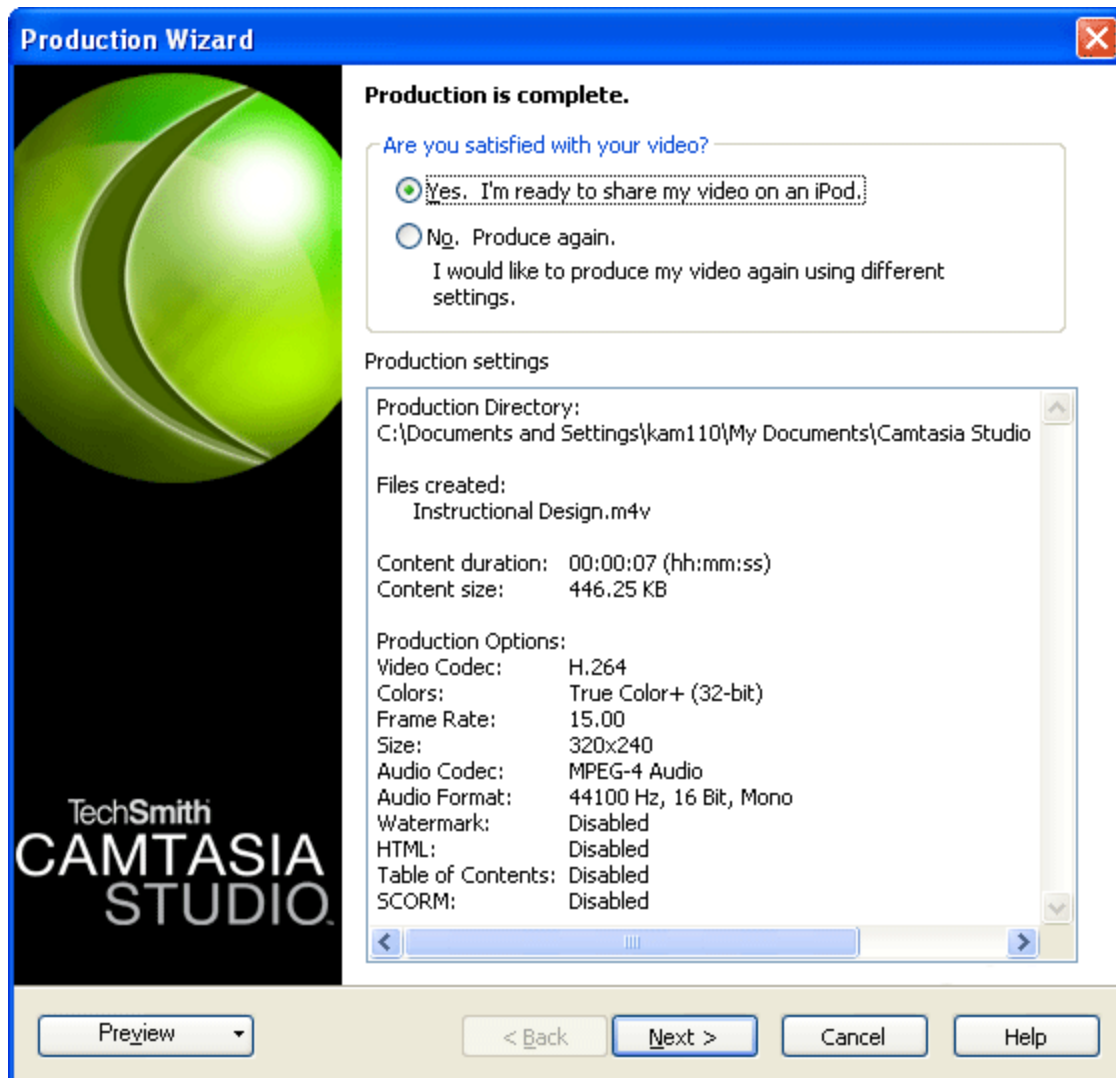 Production Wizard
Production is complete.
Are you satisfied with your video?
Yes. I'm ready to share my video on an iPod.
No. Produce again.
I would like to produce my video again using different
settings.
Production settings
Production Directory:
C:\Documents and Settings\kam110\My Documents\Camtasia Studio
Files created:
Instructional Design.m4v
Content duration: 00:00:07 (hh:mm:ss)
Content size: 446.25 KB
Production Options:
Video Codec: H.264
Colors: True Color+ (32-bit)
Frame Rate: 15.00
Size: 320x240
Audio Codec: MPEG-4 Audio
Audio Format: 44100 Hz, 16 Bit, Mono
Watermark: Disabled
HTML: Disabled
Table of Contents: Disabled
SCORM: Disabled
TechSmith
CAMTASIA
STUDIO
Preview
< Back
Next >
Cancel
Help